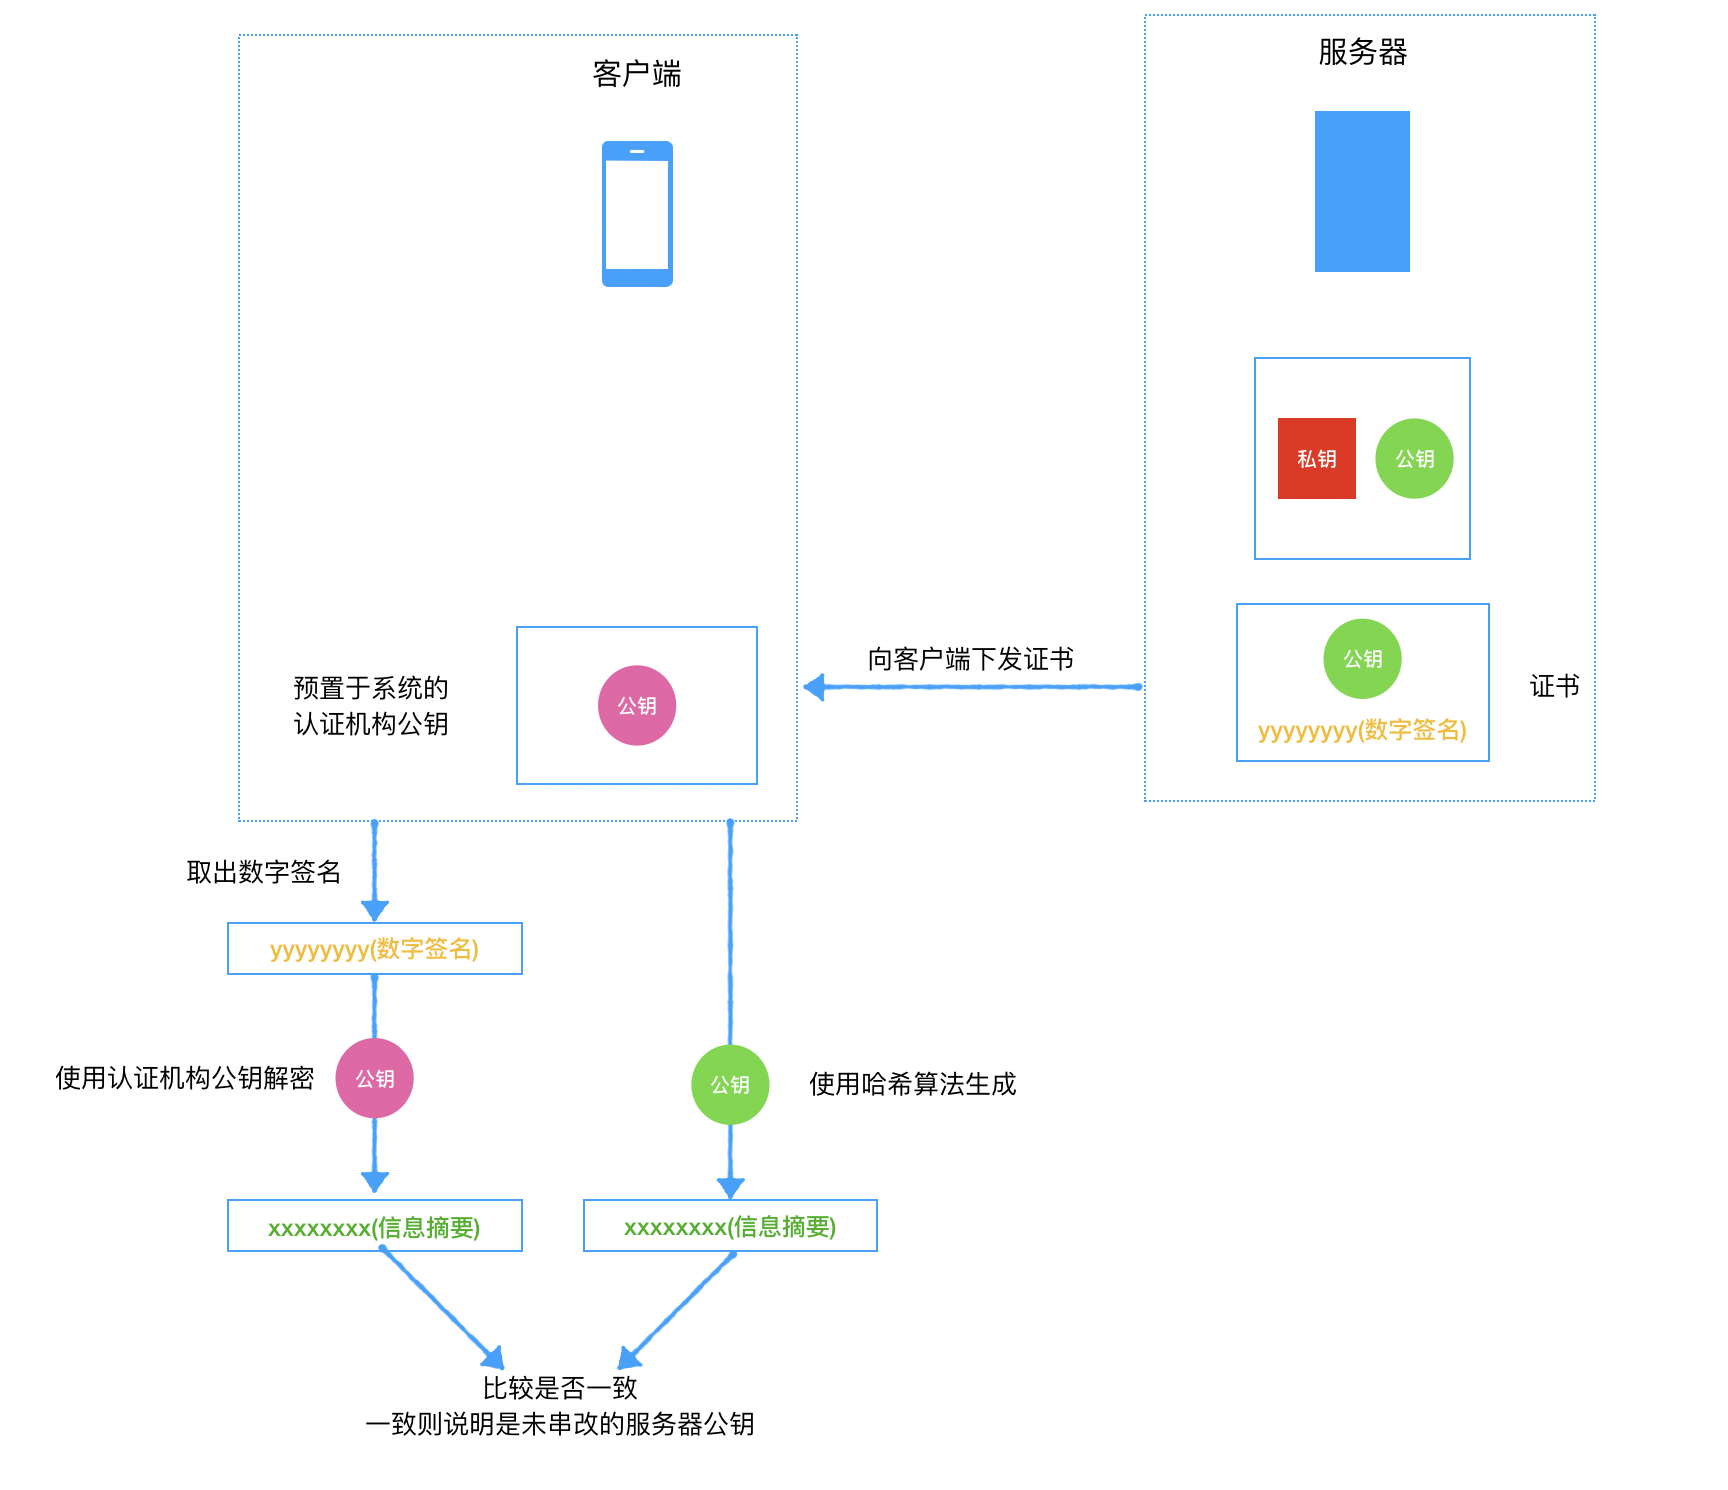 客户端
服务器
私钥
公钥
向客户端下发证书
预置于系统的
认证机构公钥
公钥
公钥
yyyyyyyy(数字签名)
证书
取出数字签名
yyyyyyyy(数字签名)
使用认证机构公钥解密
公钥
公钥
使用哈希算法生成
xxxxxxxx(信息摘要)
xxxxxxxx(信息摘要)
比较是否一致
一致则说明是未串改的服务器公钥